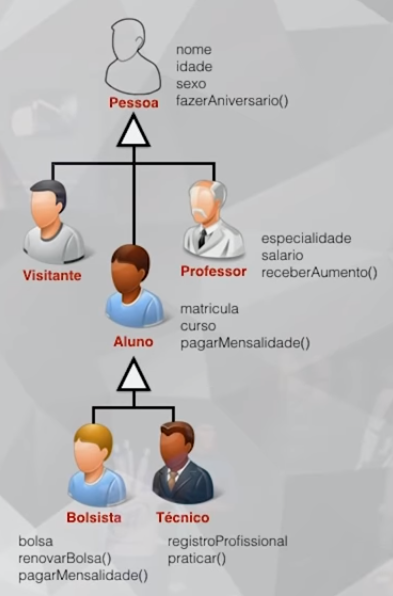 nome
idade
sexo
fazerAniversario()
Pessoa
Visitante
Professor
especialidade
salario
receberAumento()
Aluno
matricula
curso
pagarMensalidade()
Bolsista
Técnico
bolsa
renovarBolsa()
pagarMensalidade()
registroProfissional
praticar()